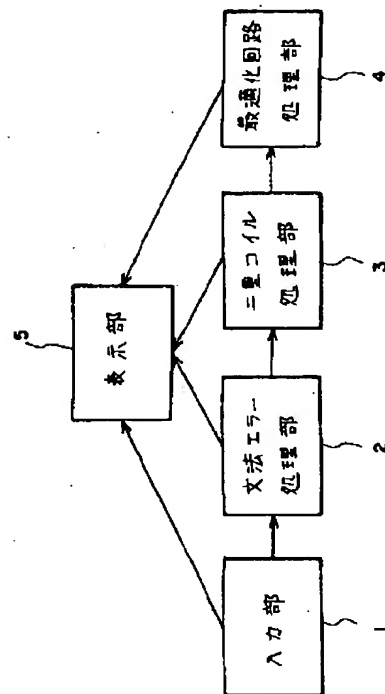 表示部
5
入力部
1
文法エラー
処理部
2
二重コイル
処理部
3
最適化回路
処理部
4